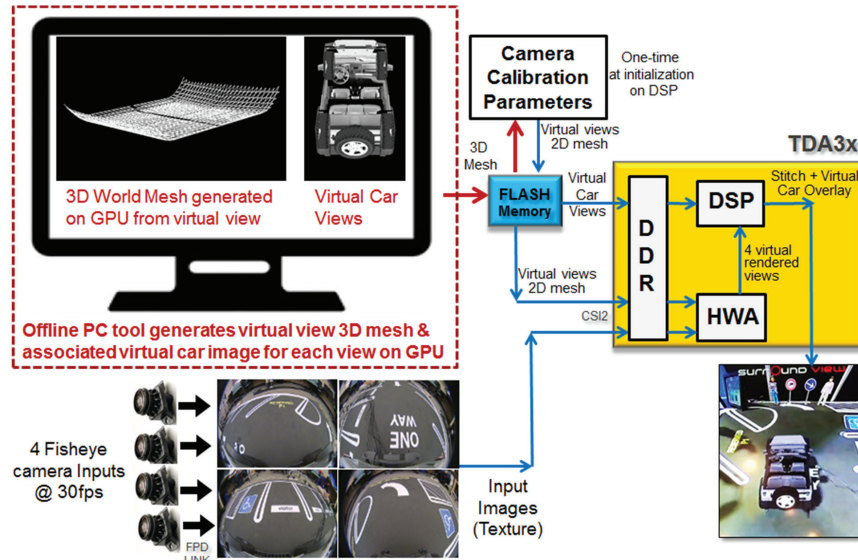 3D World Mesh generated
on GPU from virtual view
Virtual Car
Views
Offline PC tool generates virtual view 3D mesh &
associated virtual car image for each view on GPU
Camera
Calibration
Parameters
One-time
at initialization
on DSP
3D
Mesh
Virtual views
2D mesh
FLASH
Memory
Virtual
Car
Views
Virtual views
2D mesh
CSI2
TDA3x
Stitch + Virtual
Car Overlay
D
D
R
DSP
4 virtual
rendered
views
HWA
4 Fisheye
camera Inputs
@ 30fps
FPD
LINK
ONE
WAY
Input
Images
(Texture)
surround view